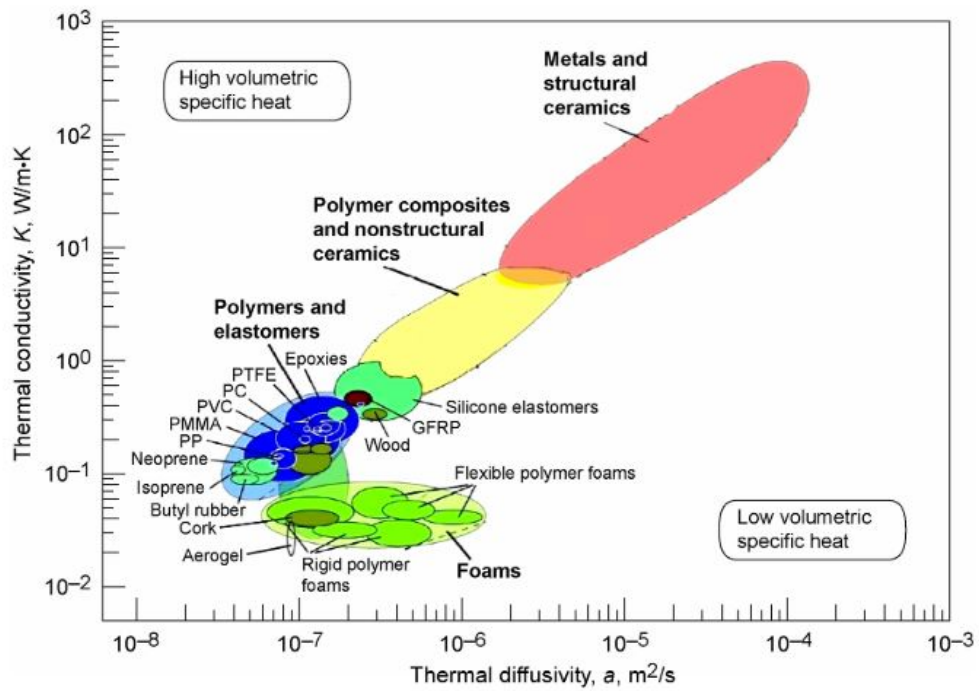 10³
10²
10¹
10⁰
10–1
10–2
Thermal conductivity, K, W/m•K
High volumetric
specific heat
Metals and
structural
ceramics
Polymer composites
and nonstructural
ceramics
Polymers and
elastomers
Epoxies
PTFE
PC
PVC
PMMA
PP
Neoprene
Isoprene
Butyl rubber
Cork
Aerogel
Silicone elastomers
GFRP
Wood
Flexible polymer foams
Rigid polymer
foams
Foams
Low volumetric
specific heat
10–8
10–7
10–6
10–5
10–4
10–3
Thermal diffusivity, a, m²/s